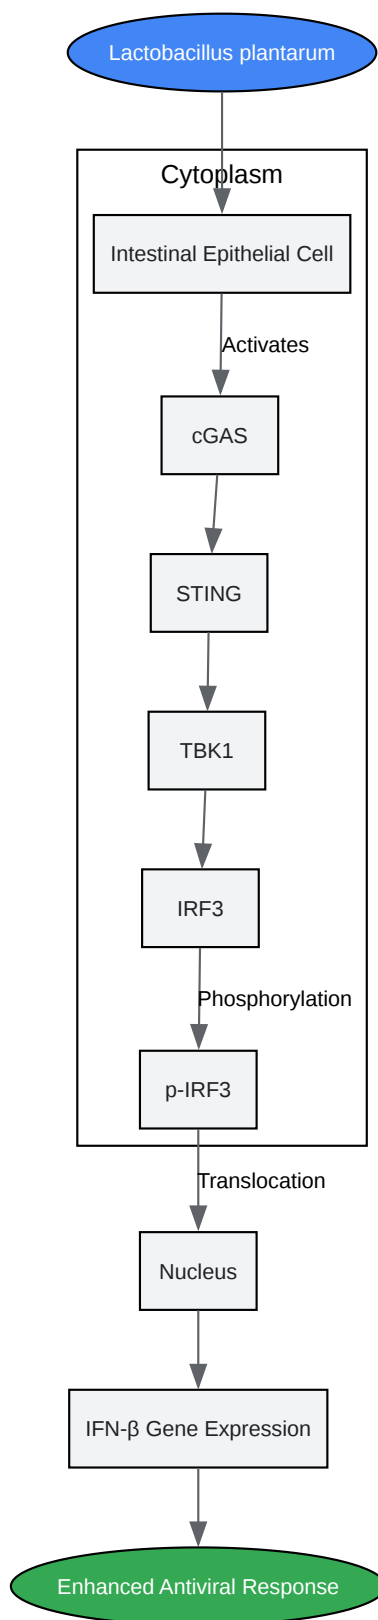 Lactobacillus plantarum
Cytoplasm
Intestinal Epithelial Cell
Activates
cGAS
STING
TBK1
IRF3
Phosphorylation
p-IRF3
Translocation
Nucleus
IFN-β Gene Expression
Enhanced Antiviral Response